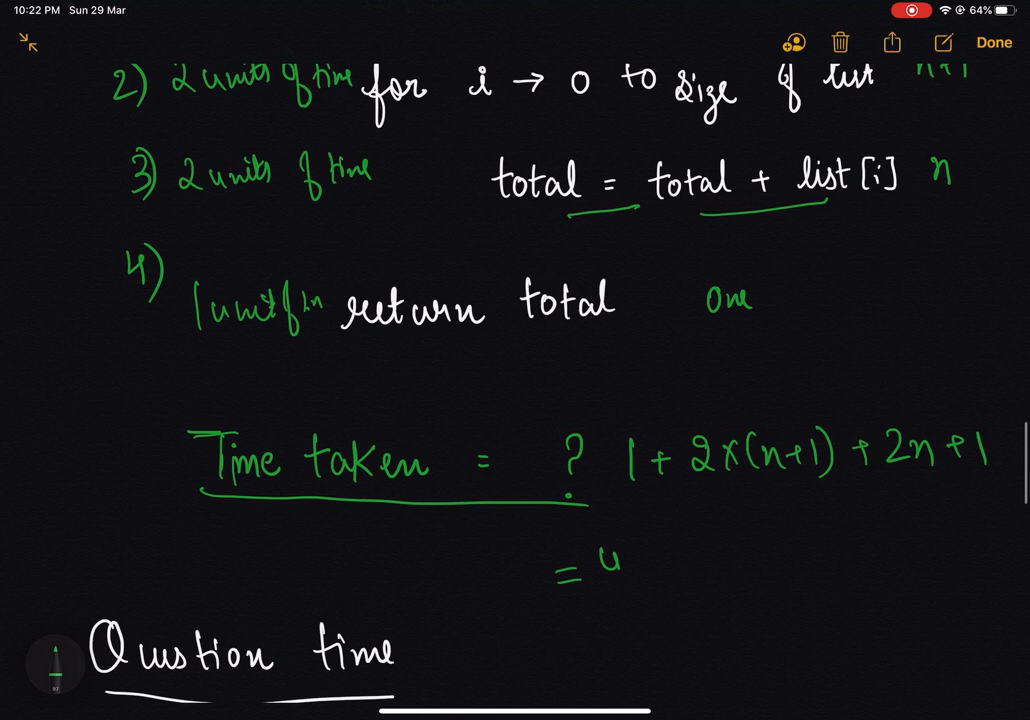 10:22 PM Sun 29 Mar 64%
Done
2) 2 units of time for i → 0 to size of list n+1
3) 2 units of time total = total + list[i] n
4)
1 unit of return total one
Time taken = ? 1 + 2x(n+1) + 2n + 1
= 4
Question time
97